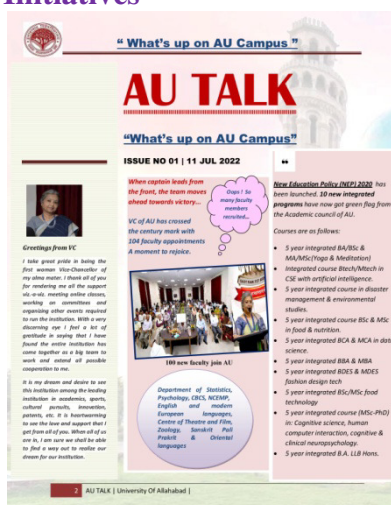 Initiatives
“ What’s up on AU Campus ”
AU TALK
“What’s up on AU Campus”
ISSUE NO 01 | 11 JUL 2022
Greetings from VC
I take great pride in being the
first woman Vice-Chancellor of
my alma mater. I thank all of you
for rendering me all the support
viz.-a-viz. meeting online classes,
working on committees and
organizing other events required
to run the institution. With a very
discerning eye I feel a lot of
gratitude in saying that I have
found the entire Institution has
come together as a big team to
work and extend all possible
cooperation to me.
It is my dream and desire to see
this Institution among the leading
institution in academics, sports,
cultural pursuits, innovation,
patents, etc. It is heartwarming
to see the love and support that I
get from all of you. When all of us
are in, I am sure we shall be able
to find a way out to realize our
dream for our Institution.
When captain leads from
the front, the team moves
ahead towards victory...
VC of AU has crossed
the century mark with
104 faculty appointments
A moment to rejoice.
Oops ! So
many faculty
members
recruited...
100 new faculty join AU
Department of Statistics,
Psychology, CBCS, NCEMP,
English and modern
European languages,
Centre of Theatre and Film,
Zoology, Sanskrit Pali
Prakrit & Oriental
languages
“
New Education Policy (NEP) 2020 has
been launched. 10 new integrated
programs have now got green flag from
the Academic council of AU.
Courses are as follows:
• 5 year integrated BA/BSc &
MA/MSc(Yoga & Meditation)
• Integrated course Btech/Mtech in
CSE with artificial intelligence.
• 5 year integrated course in disaster
management & environmental
studies.
• 5 year integrated course BSc & MSc
in food & nutrition.
• 5 year integrated BCA & MCA in data
science.
• 5 year integrated BBA & MBA
• 5 year integrated BDES & MDES
fashion design tech
• 5 year integrated BSc/MSc food
technology
• 5 year integrated course (MSc-PhD)
in: Cognitive science, human
computer interaction, cognitive &
clinical neuropsychology.
• 5 year integrated B.A. LLB Hons.
2 AU TALK | University Of Allahabad |